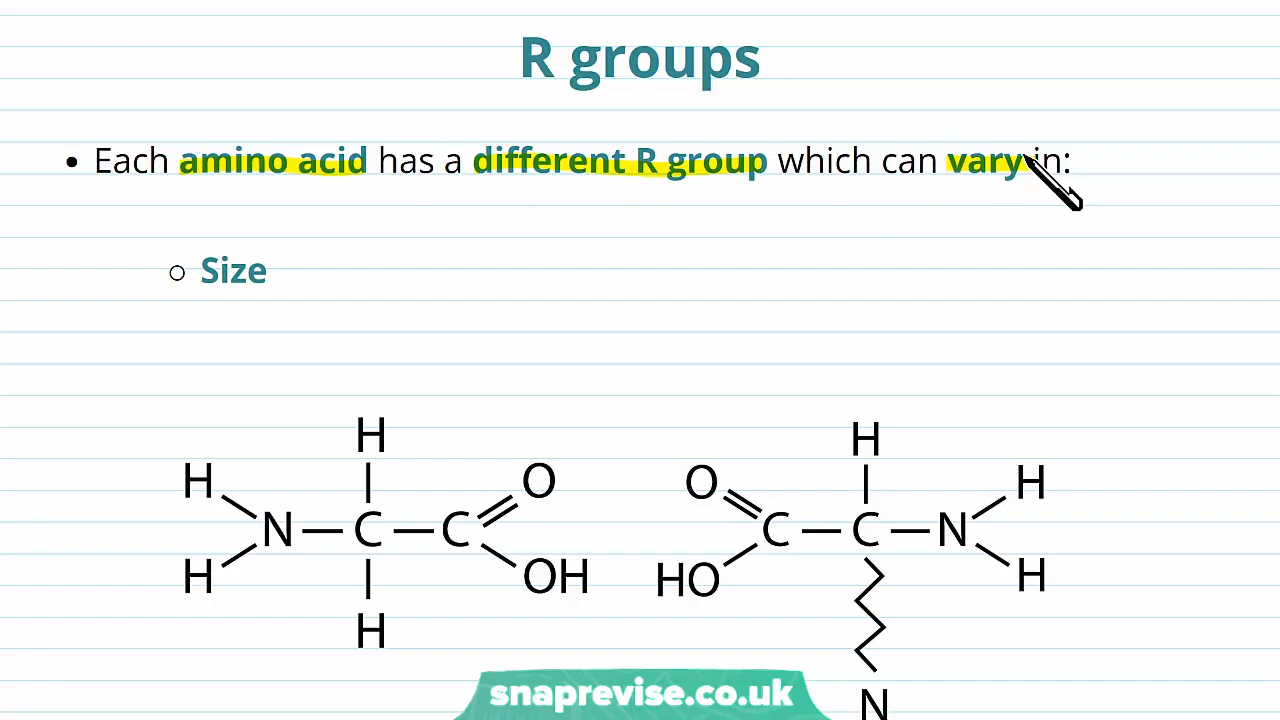 R groups
Each amino acid has a different R group which can vary in:
Size
H H
H O O H
N C C C C N
H OH HO H
H
N
snaprevise.co.uk